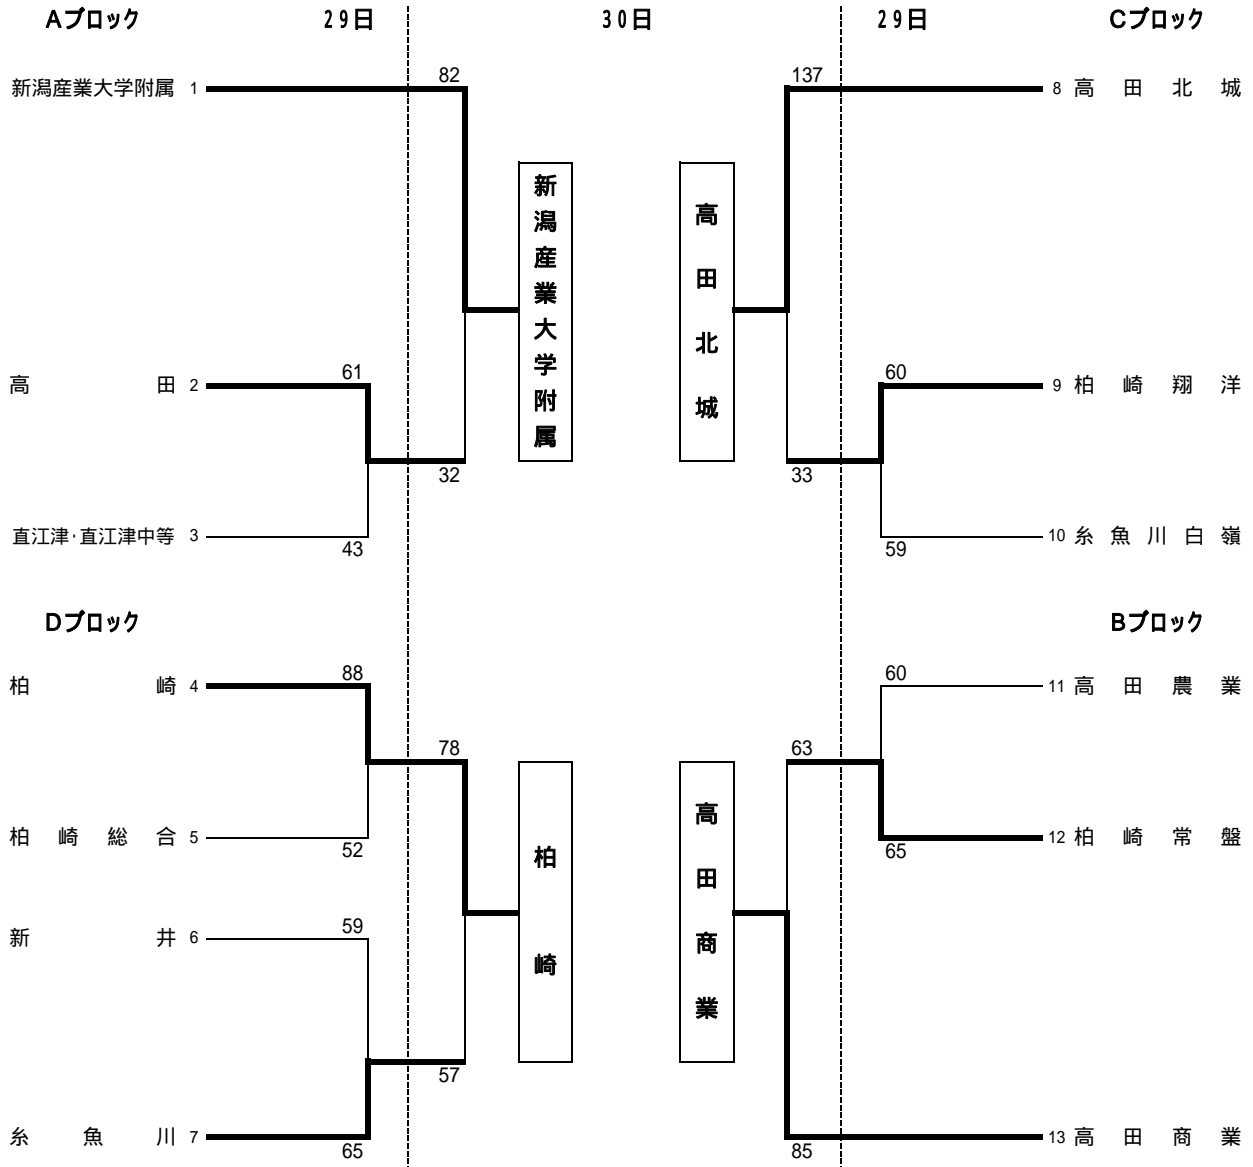 Aブロック 29日 30日 29日 Cブロック
新潟産業大学附属 1 82 137 8 高田北城
新潟産業大学附属
高田北城
高田 2 61 60 9 柏崎翔洋
32 33
直江津・直江津中等 3 43 59 10 糸魚川白嶺
Dブロック Bブロック
柏崎 4 88 60 11 高田農業
78 63
柏崎
高田商業
柏崎総合 5 52 65 12 柏崎常盤
新井 6 59
57
糸魚川 7 65 85 13 高田商業